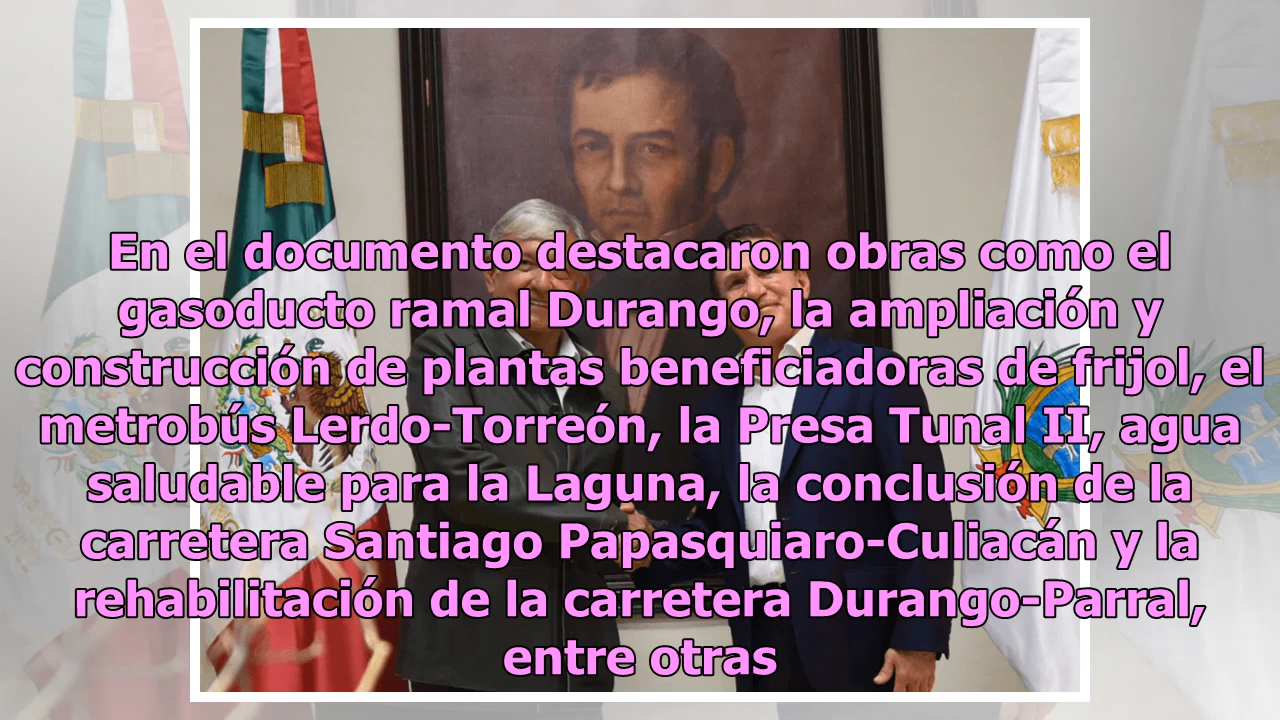 En el documento destacaron obras como el
gasoducto ramal Durango, la ampliación y
construcción de plantas beneficiadoras de frijol, el
metrobús Lerdo-Torreón, la Presa Tunal II, agua
saludable para la Laguna, la conclusión de la
carretera Santiago Papasquiaro-Culiacán y la
rehabilitación de la carretera Durango-Parral,
entre otras